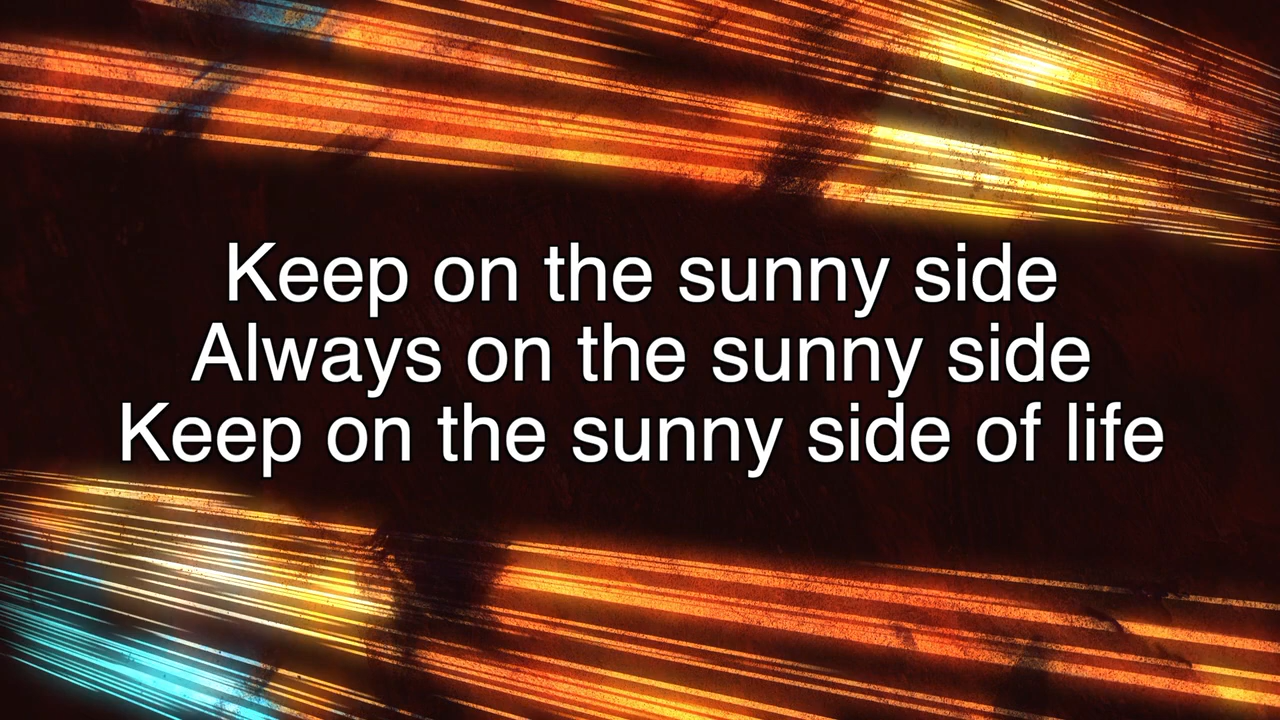 Keep on the sunny side
Always on the sunny side
Keep on the sunny side of life